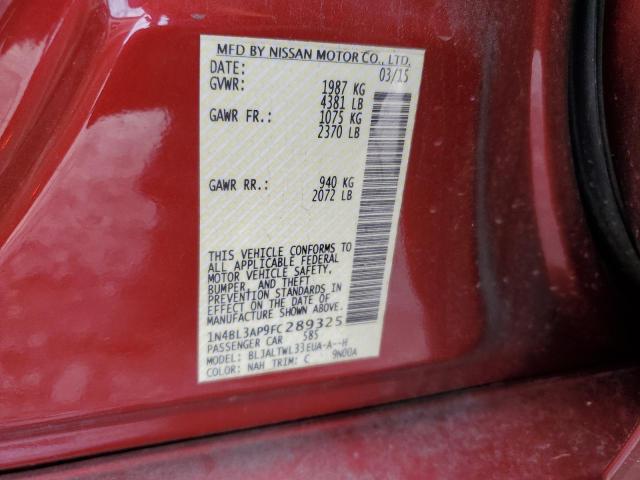 MFD BY NISSAN MOTOR CO., LTD.
DATE: 03/15
GVWR: 1987 KG
4381 LB
GAWR FR.: 1075 KG
2370 LB
GAWR RR.: 940 KG
2072 LB
THIS VEHICLE CONFORMS TO
ALL APPLICABLE FEDERAL
MOTOR VEHICLE SAFETY,
BUMPER, AND THEFT
PREVENTION STANDARDS IN
EFFECT ON THE DATE OF
MANUFACTURE.
1N4BL3AP9FC289325
PASSENGER CAR 585
MODEL: BLJALTWL33EUA-A--H
COLOR: NAH TRIM: C 9N00A